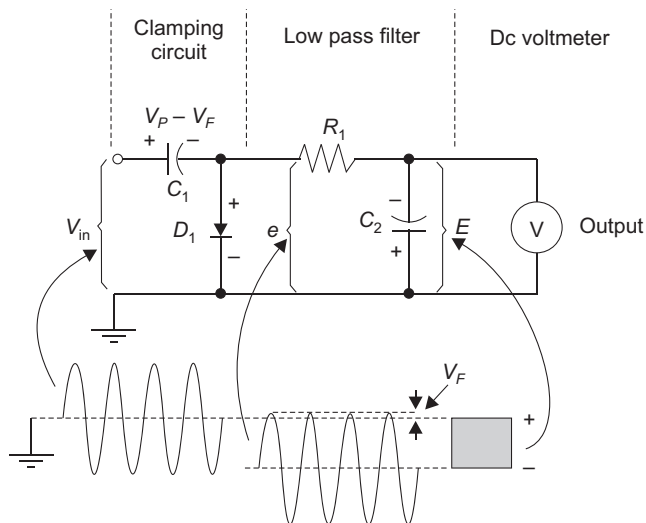 Clamping circuit
Low pass filter
Dc voltmeter
V_P – V_F
+ –
C_1
R_1
V_in
+
D_1
–
e
–
C_2
+
E
V
Output
V_F
+
–